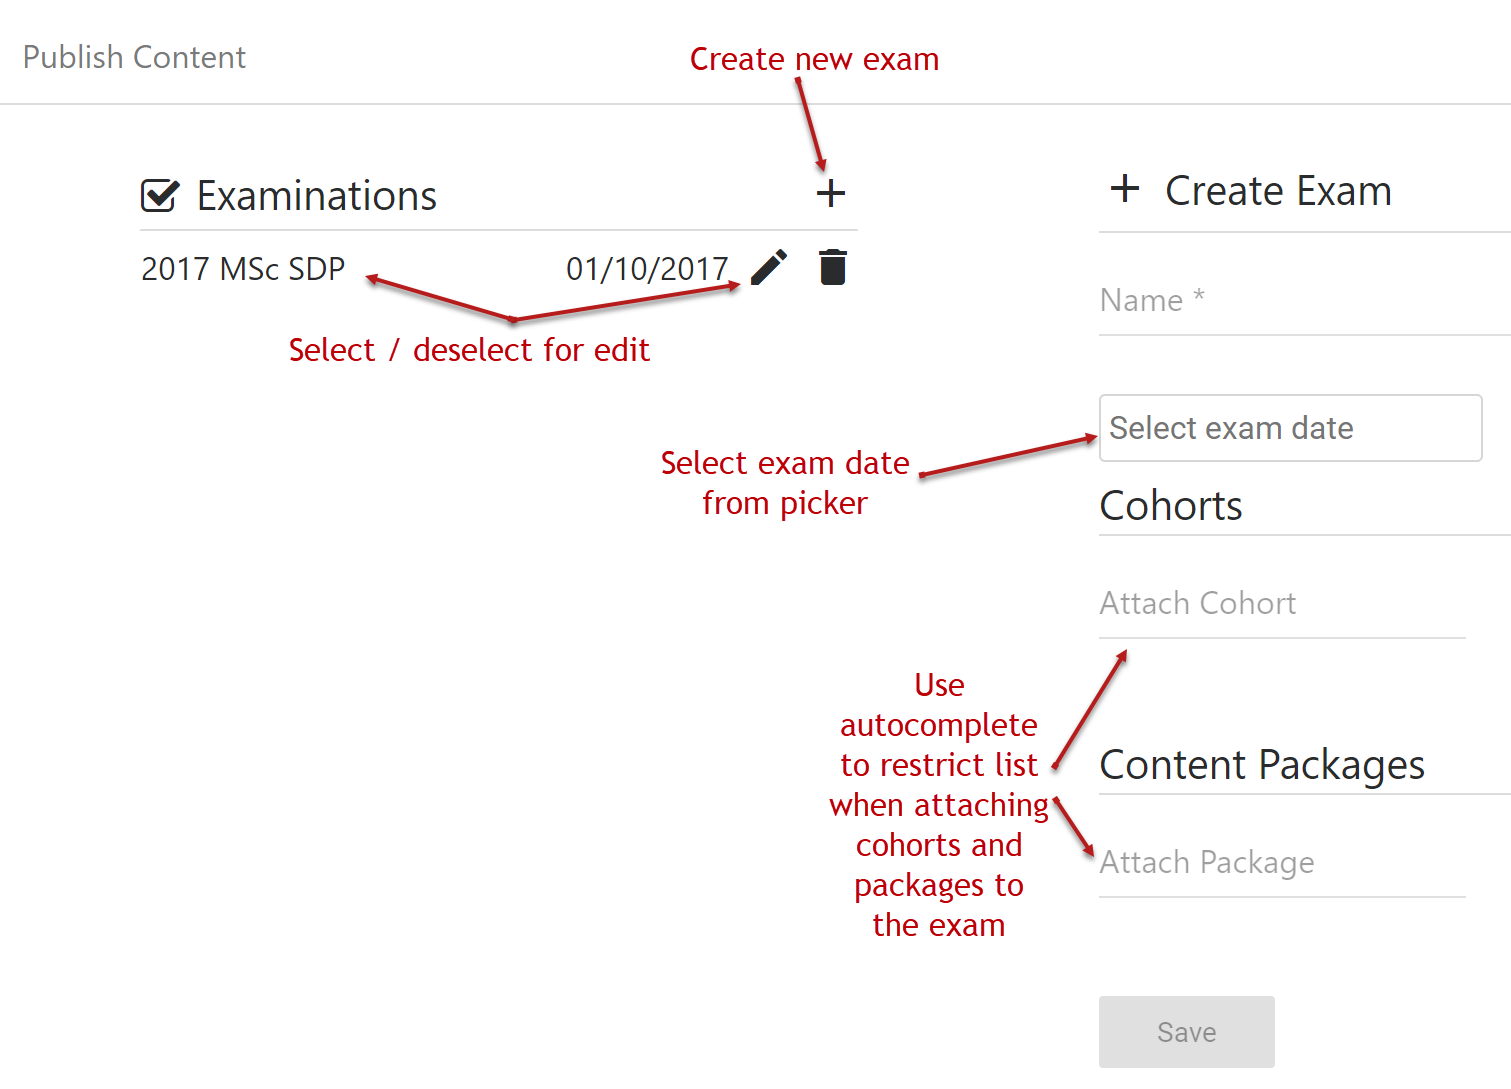 Publish Content
Create new exam
Examinations
2017 MSc SDP 01/10/2017
Select / deselect for edit
Create Exam
Name *
Select exam date
Select exam date
from picker
Cohorts
Attach Cohort
Use
autocomplete
to restrict list
when attaching
cohorts and
packages to
the exam
Content Packages
Attach Package
Save